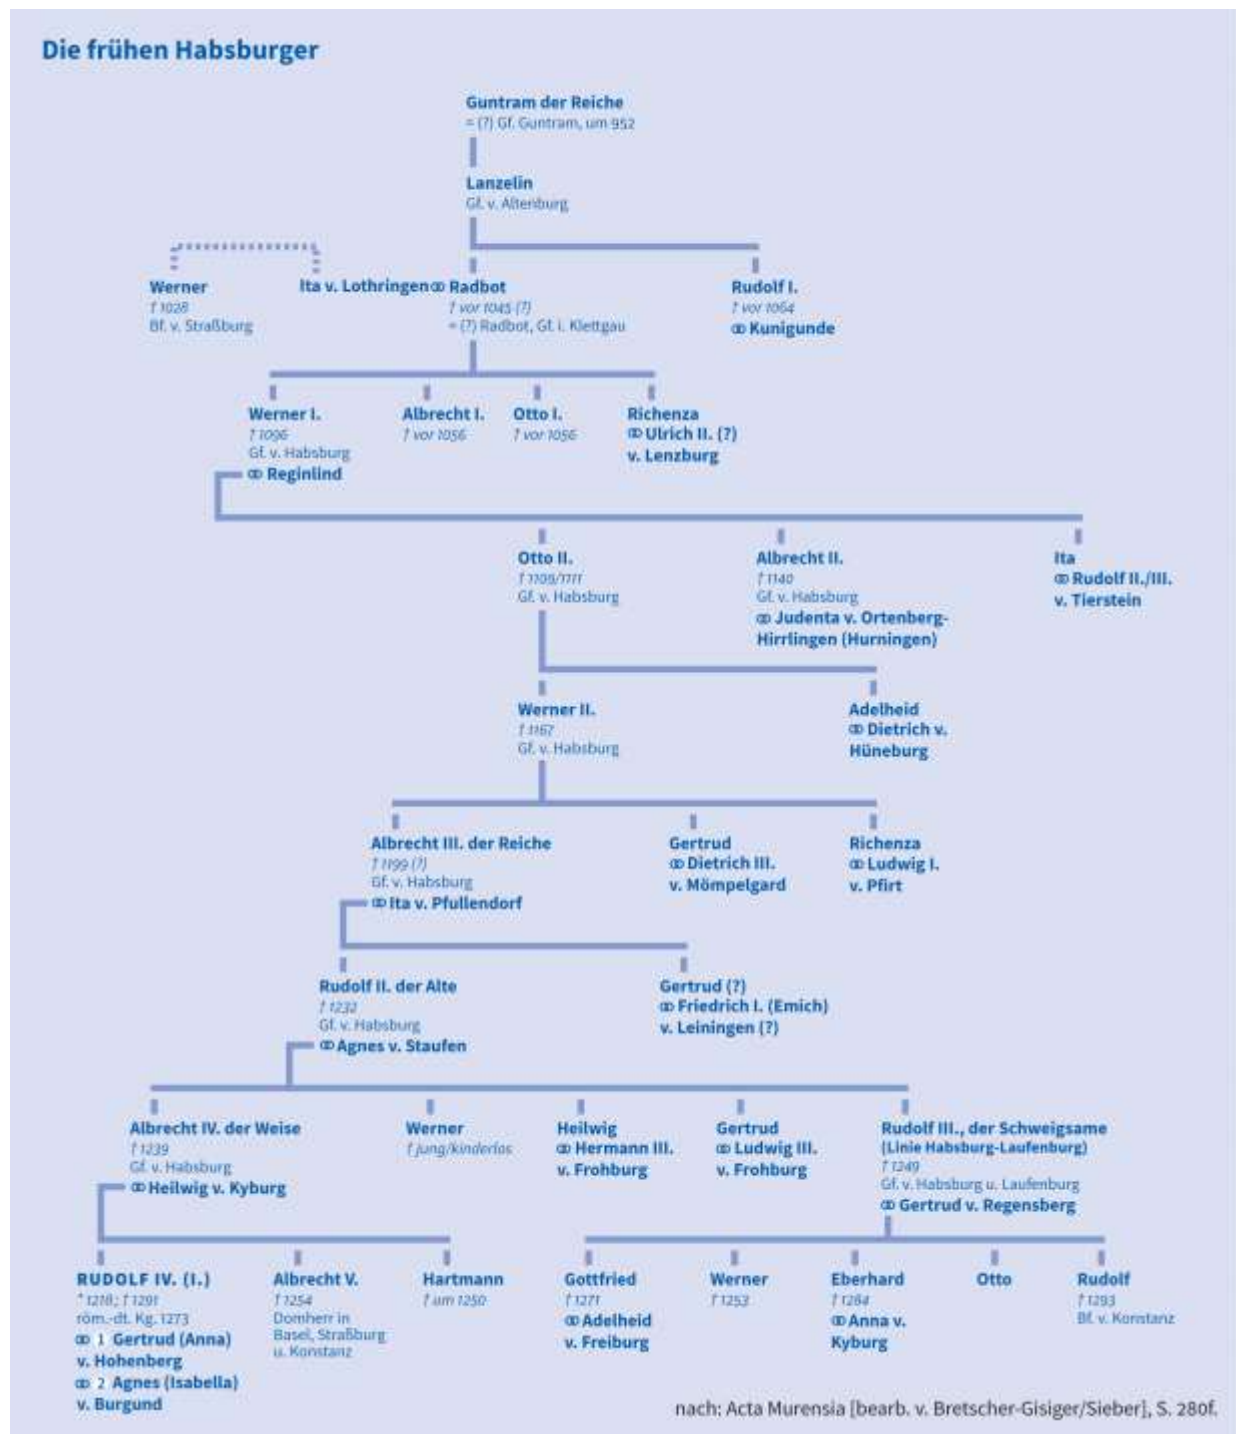 Die frühen Habsburger
Guntram der Reiche
= (?) Gf. Guntram, um 952
Lanzelin
Gf. v. Altenburg
Werner
† 1028
Bf. v. Straßburg
Ita v. Lothringen ⚭ Radbot
† vor 1045 (?)
= (?) Radbot, Gf. i. Klettgau
Rudolf I.
† vor 1064
⚭ Kunigunde
Werner I.
† 1096
Gf. v. Habsburg
⚭ Reginlind
Albrecht I.
† vor 1056
Otto I.
† vor 1056
Richenza
⚭ Ulrich II. (?)
v. Lenzburg
Otto II.
† 1108/1111
Gf. v. Habsburg
Albrecht II.
† 1140
Gf. v. Habsburg
⚭ Judenta v. Ortenberg-
Hirrlingen (Hurningen)
Ita
⚭ Rudolf II./III.
v. Tierstein
Werner II.
† 1167
Gf. v. Habsburg
Adelheid
⚭ Dietrich v.
Hüneburg
Albrecht III. der Reiche
† 1199 (?)
Gf. v. Habsburg
⚭ Ita v. Pfullendorf
Gertrud
⚭ Dietrich III.
v. Mömpelgard
Richenza
⚭ Ludwig I.
v. Pfirt
Rudolf II. der Alte
† 1232
Gf. v. Habsburg
⚭ Agnes v. Staufen
Gertrud (?)
⚭ Friedrich I. (Emich)
v. Leiningen (?)
Albrecht IV. der Weise
† 1239
Gf. v. Habsburg
⚭ Heilwig v. Kyburg
Werner
† jung/kinderlos
Heilwig
⚭ Hermann III.
v. Frohburg
Gertrud
⚭ Ludwig III.
v. Frohburg
Rudolf III., der Schweigsame
(Linie Habsburg-Laufenburg)
† 1249
Gf. v. Habsburg u. Laufenburg
⚭ Gertrud v. Regensberg
RUDOLF IV. (I.)
* 1218; † 1291
röm.-dt. Kg. 1273
⚭ 1 Gertrud (Anna)
v. Hohenberg
⚭ 2 Agnes (Isabella)
v. Burgund
Albrecht V.
† 1254
Domherr in
Basel, Straßburg
u. Konstanz
Hartmann
† um 1250
Gottfried
† 1271
⚭ Adelheid
v. Freiburg
Werner
† 1253
Eberhard
† 1284
⚭ Anna v.
Kyburg
Otto
Rudolf
† 1293
Bf. v. Konstanz
nach: Acta Murensia [bearb. v. Bretscher-Gisiger/Sieber], S. 280f.